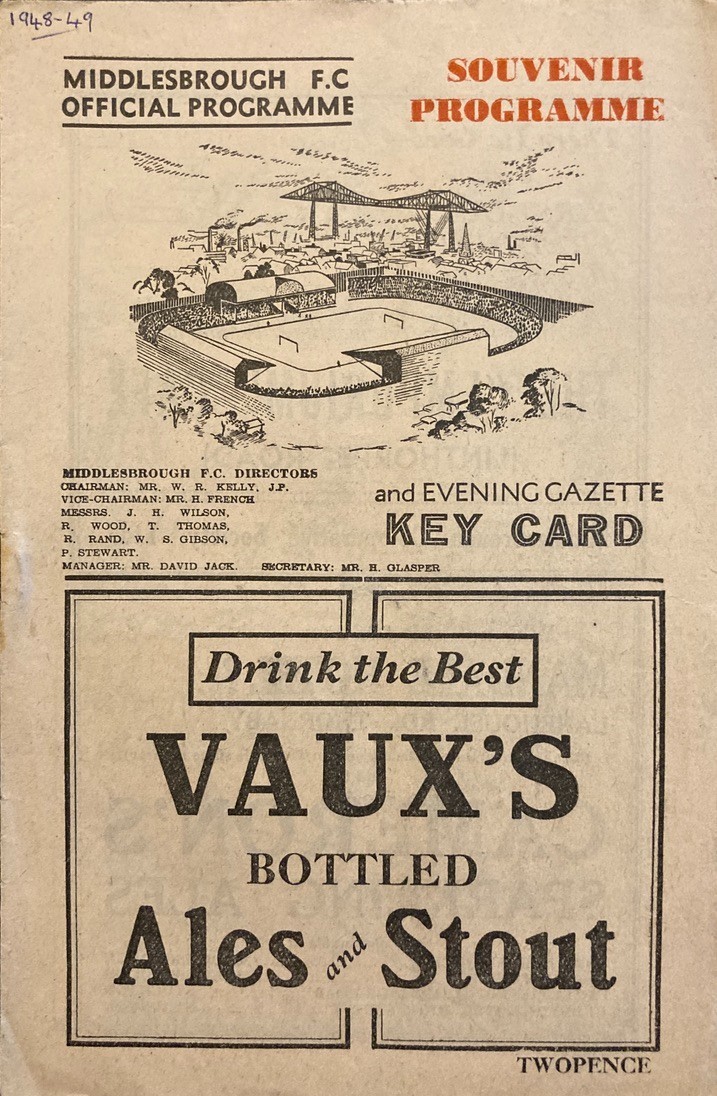 1948-49
MIDDLESBROUGH F.C
OFFICIAL PROGRAMME
SOUVENIR
PROGRAMME
MIDDLESBROUGH F.C. DIRECTORS
CHAIRMAN: MR. W. R. KELLY, J.P.
VICE-CHAIRMAN: MR. H. FRENCH
MESSRS. J. H. WILSON,
R. WOOD, T. THOMAS,
R. RAND, W. S. GIBSON,
P. STEWART.
MANAGER: MR. DAVID JACK. SECRETARY: MR. H. GLASPER
and EVENING GAZETTE
KEY CARD
Drink the Best
VAUX'S
BOTTLED
Ales and Stout
TWOPENCE